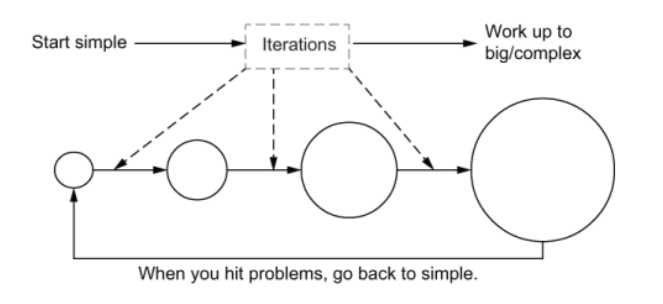 Start simple
Iterations
Work up to
big/complex
When you hit problems, go back to simple.